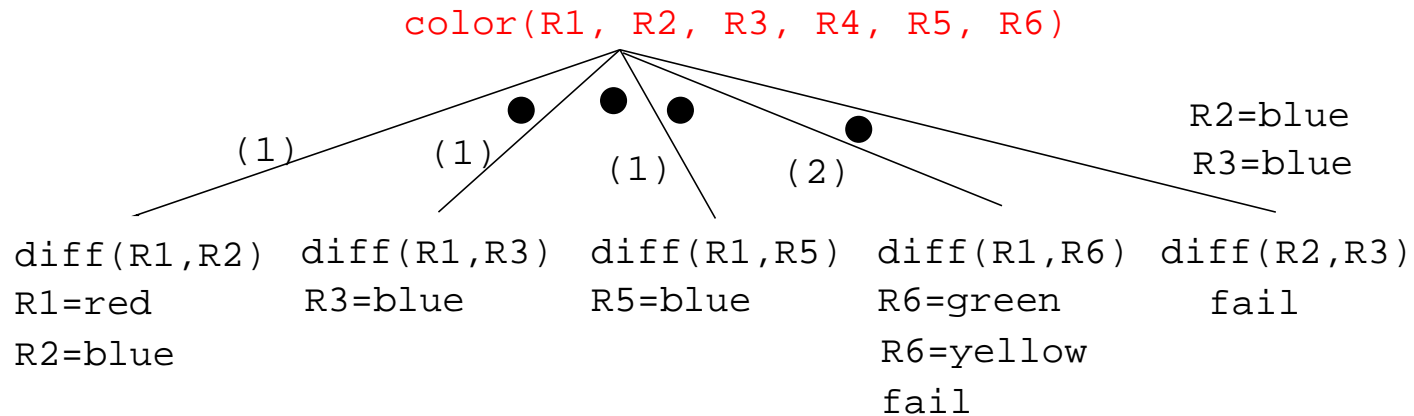 color(R1, R2, R3, R4, R5, R6)
R2=blue
R3=blue
(1)
(1)
(1)
(2)
diff(R1,R2)
R1=red
R2=blue
diff(R1,R3)
R3=blue
diff(R1,R5)
R5=blue
diff(R1,R6)
R6=green
R6=yellow
fail
diff(R2,R3)
fail